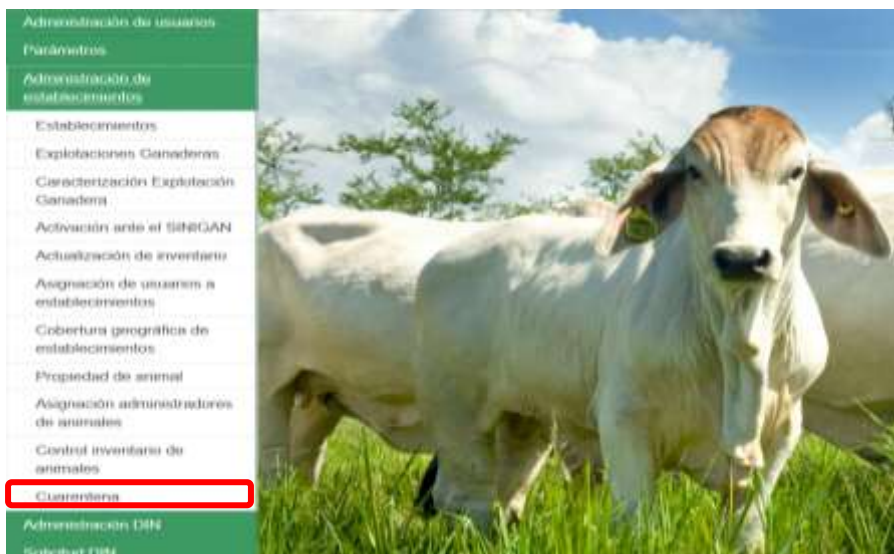 Administración de usuarios
Parámetros
Administración de
establecimientos
Establecimientos
Explotaciones Ganaderas
Caracterización Explotación
Ganadera
Activación ante el SINIGAN
Actualización de inventario
Asignación de usuarios a
establecimientos
Cobertura geográfica de
establecimientos
Propiedad de animal
Asignación administradores
de animales
Control inventario de
animales
Cuarentena
Administración DIN
Solicitud DIN